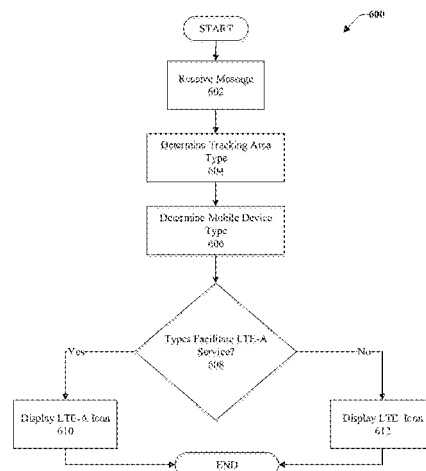 START
600
Receive Message
602
Determine Tracking Area
Type
604
Determine Mobile Device
Type
606
Types Facilitate LTE-A
Service?
608
Yes
No
Display LTE-A Icon
610
Display LTE Icon
612
END